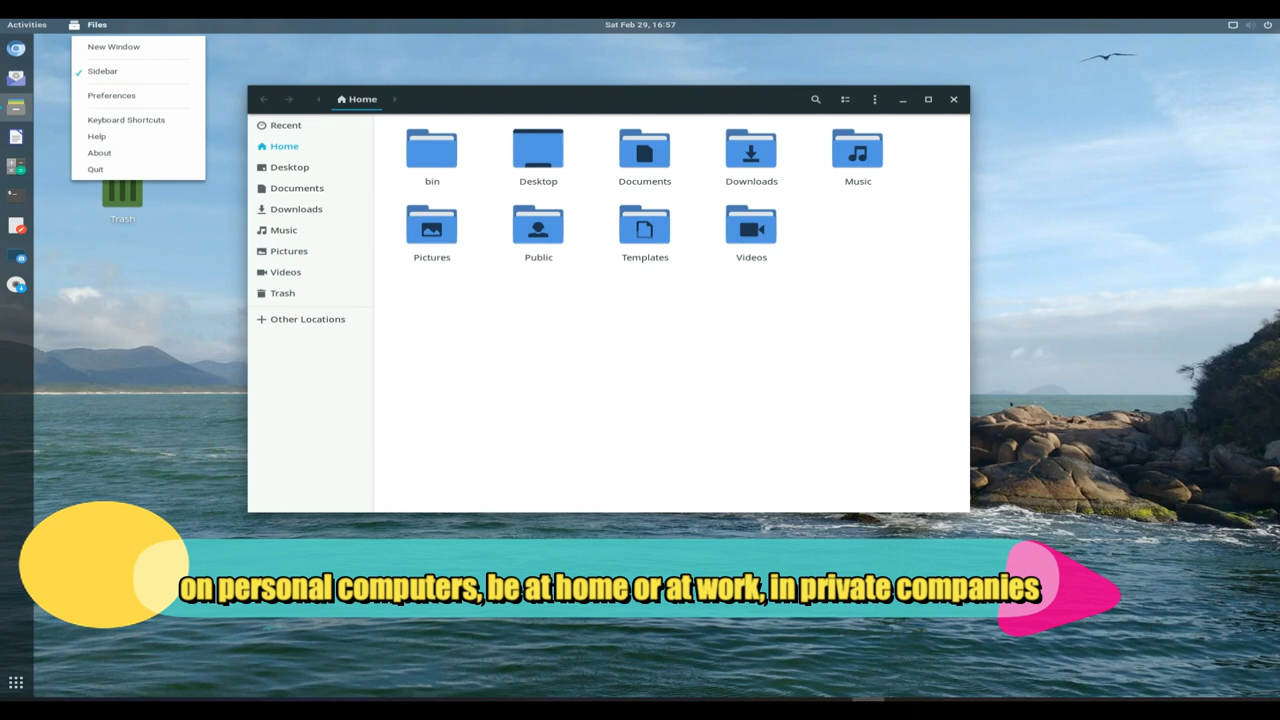 Activities
Files
Sat Feb 29, 16:57
New Window
Sidebar
Preferences
Keyboard Shortcuts
Help
About
Quit
Trash
Home
Recent
Home
Desktop
Documents
Downloads
Music
Pictures
Videos
Trash
Other Locations
bin
Desktop
Documents
Downloads
Music
Pictures
Public
Templates
Videos
on personal computers, be at home or at work, in private companies